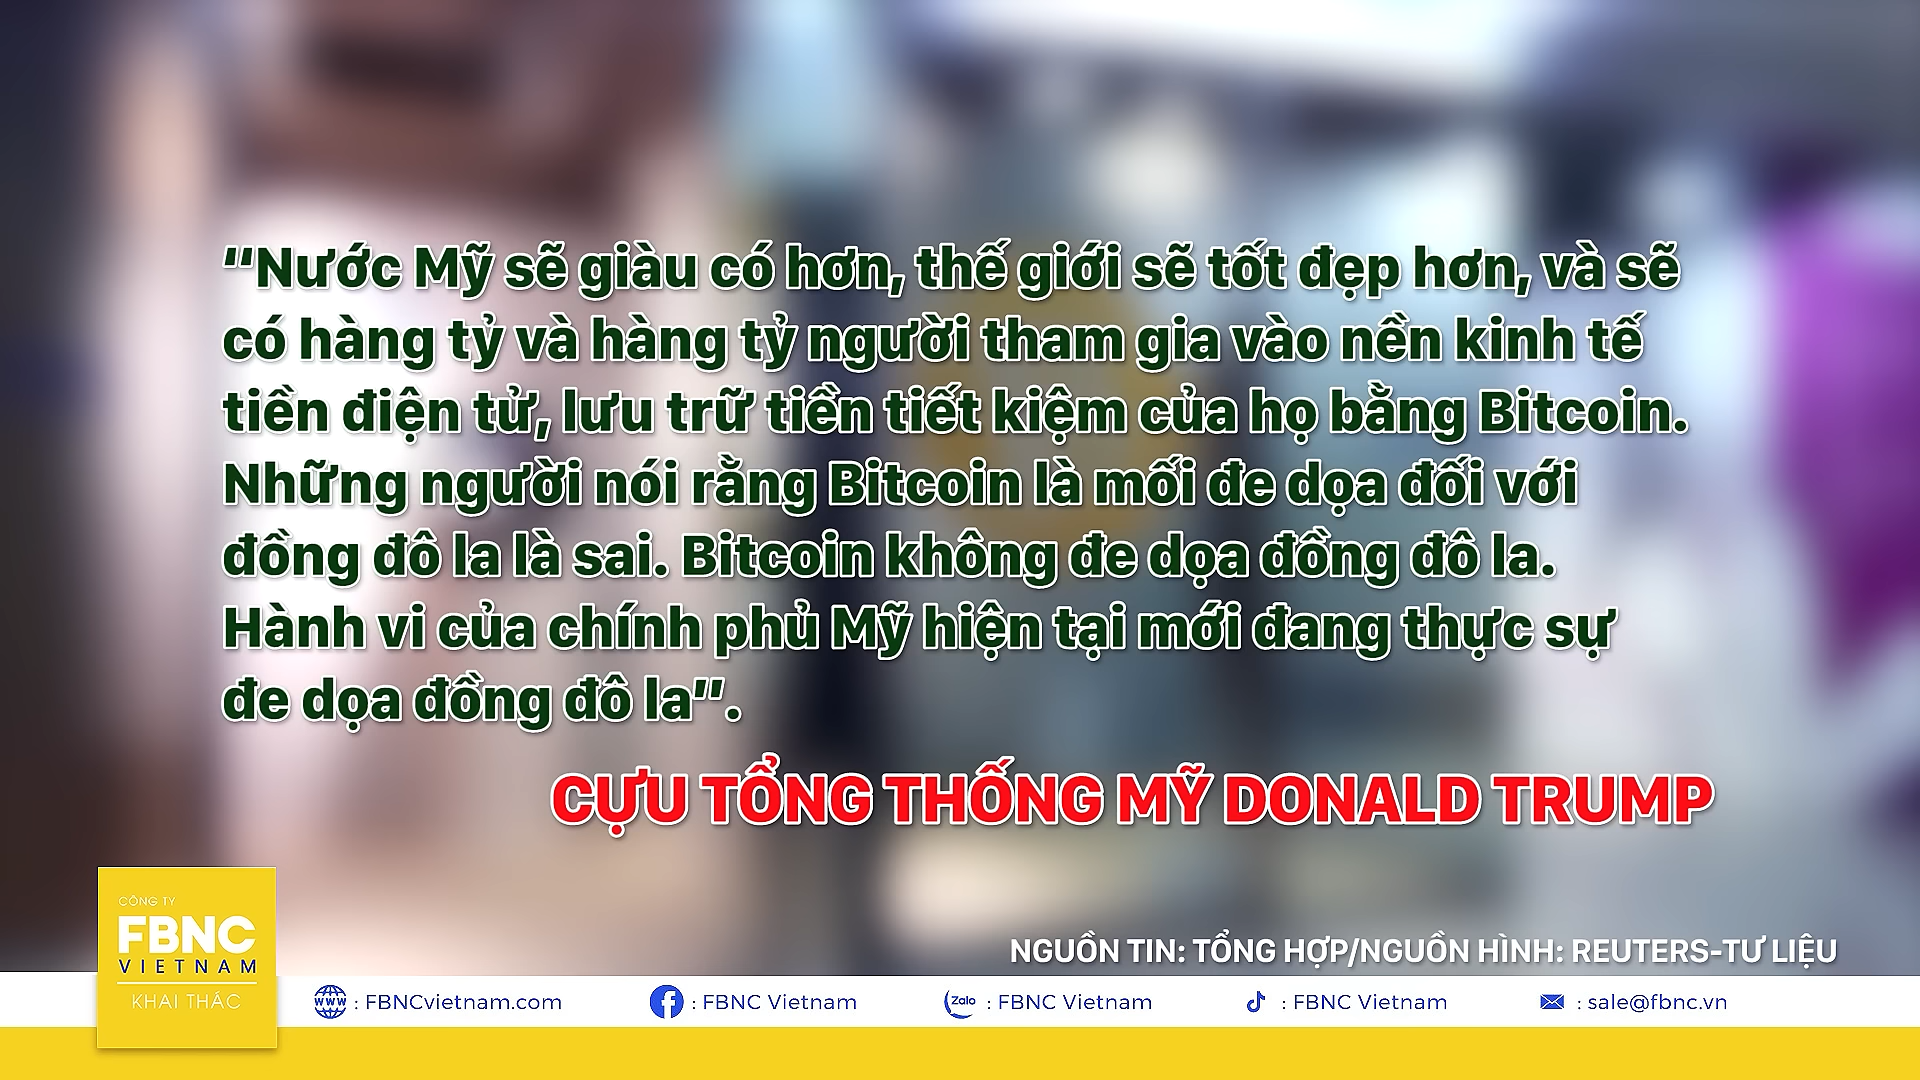 “Nước Mỹ sẽ giàu có hơn, thế giới sẽ tốt đẹp hơn, và sẽ
có hàng tỷ và hàng tỷ người tham gia vào nền kinh tế
tiền điện tử, lưu trữ tiền tiết kiệm của họ bằng Bitcoin.
Những người nói rằng Bitcoin là mối đe dọa đối với
đồng đô la là sai. Bitcoin không đe dọa đồng đô la.
Hành vi của chính phủ Mỹ hiện tại mới đang thực sự
đe dọa đồng đô la”.
CỰU TỔNG THỐNG MỸ DONALD TRUMP
NGUỒN TIN: TỔNG HỢP/NGUỒN HÌNH: REUTERS-TƯ LIỆU
CÔNG TY
FBNC
VIETNAM
KHAI THÁC
www : FBNCvietnam.com
: FBNC Vietnam
Zalo : FBNC Vietnam
: FBNC Vietnam
: sale@fbnc.vn